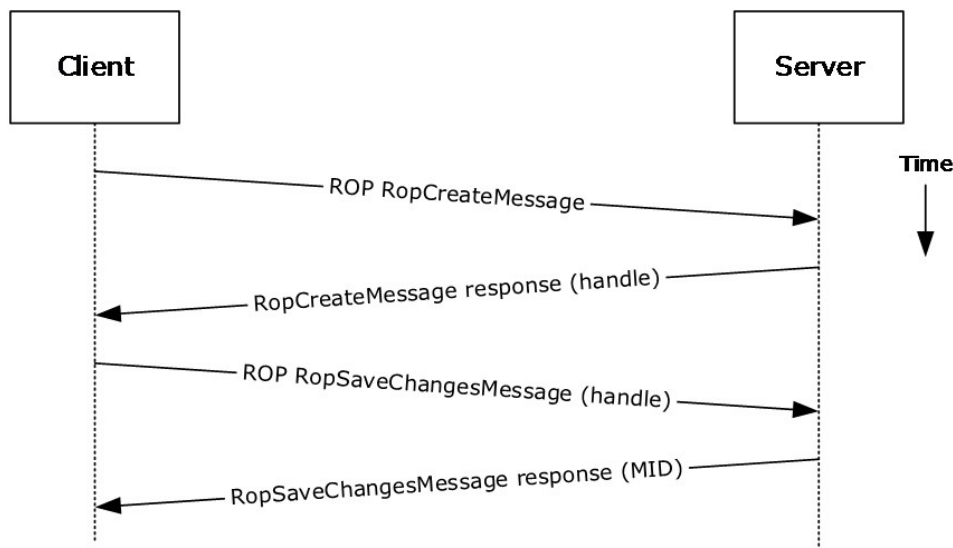 Client
Server
Time
ROP RopCreateMessage
RopCreateMessage response (handle)
ROP RopSaveChangesMessage (handle)
RopSaveChangesMessage response (MID)